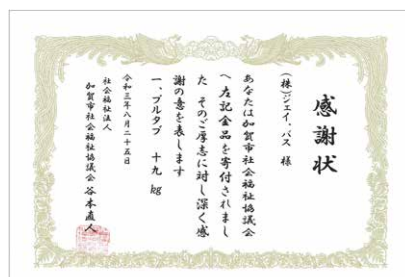 感謝状
(株)ジェイ、バス 様
あなたは加賀市社会福祉協議会
へ左記金品を寄付されまし
た そのご厚志に対し深く感
謝の意を表します
一、プルタブ 十九 kg
令和三年八月二十五日
社会福祉法人
加賀市社会福祉協議会 谷本直人